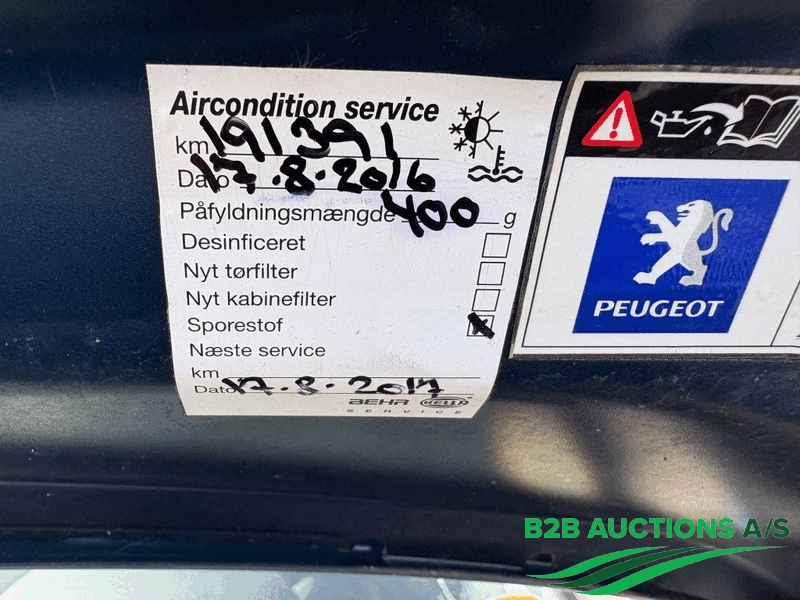 Aircondition service
km 191391
Dato 17.8.2016
Påfyldningsmængde 400 g
Desinficeret
Nyt tørfilter
Nyt kabinefilter
Sporestof
Næste service
km
Dato 17.8.2017
BEHR HELLA
SERVICE
PEUGEOT
B2B AUCTIONS A/S